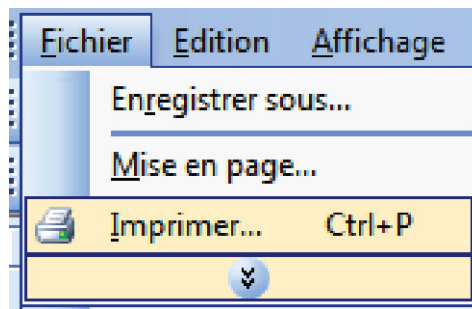 Fichier Edition Affichage
Enregistrer sous...
Mise en page...
Imprimer... Ctrl+P